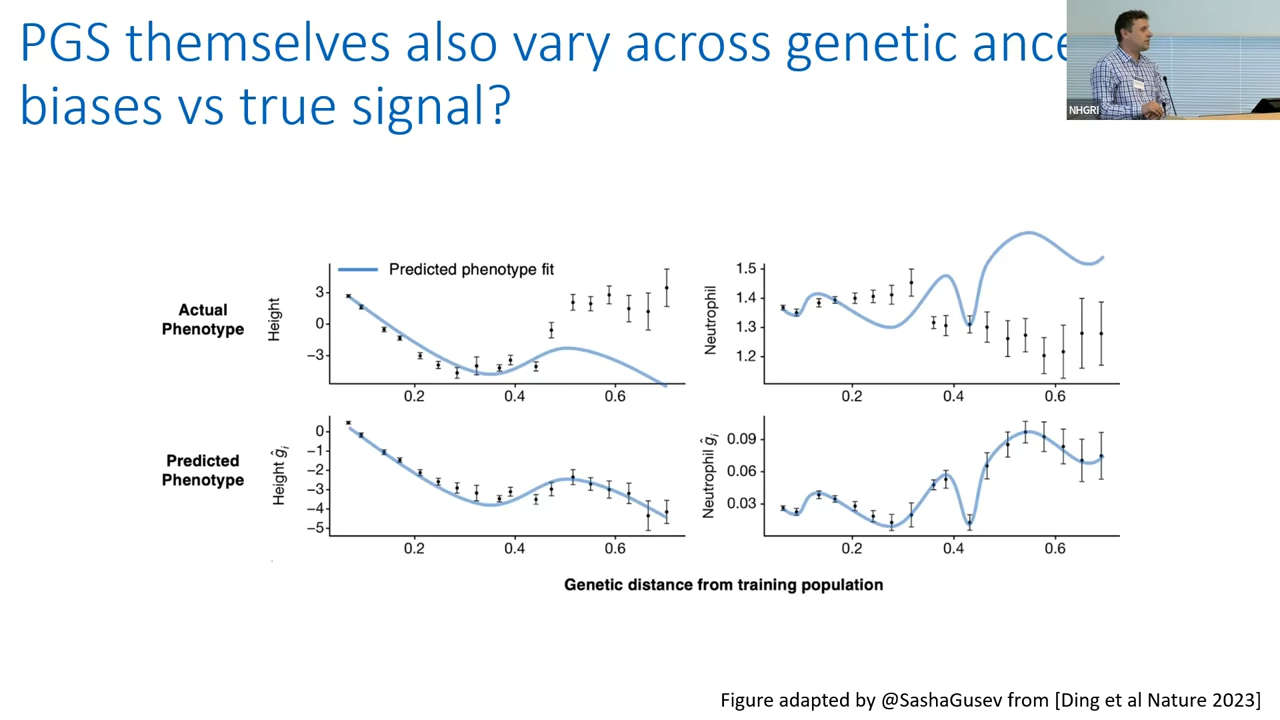 PGS themselves also vary across genetic
biases vs true signal?
NHGRI
Predicted phenotype fit
Actual
Phenotype
Height
3
0
−3
0.2 0.4 0.6
Neutrophil
1.5
1.4
1.3
1.2
0.2 0.4 0.6
Predicted
Phenotype
Height ĝi
0
−1
−2
−3
−4
−5
0.2 0.4 0.6
Neutrophil ĝi
0.09
0.06
0.03
0.2 0.4 0.6
Genetic distance from training population
Figure adapted by @SashaGusev from [Ding et al Nature 2023]